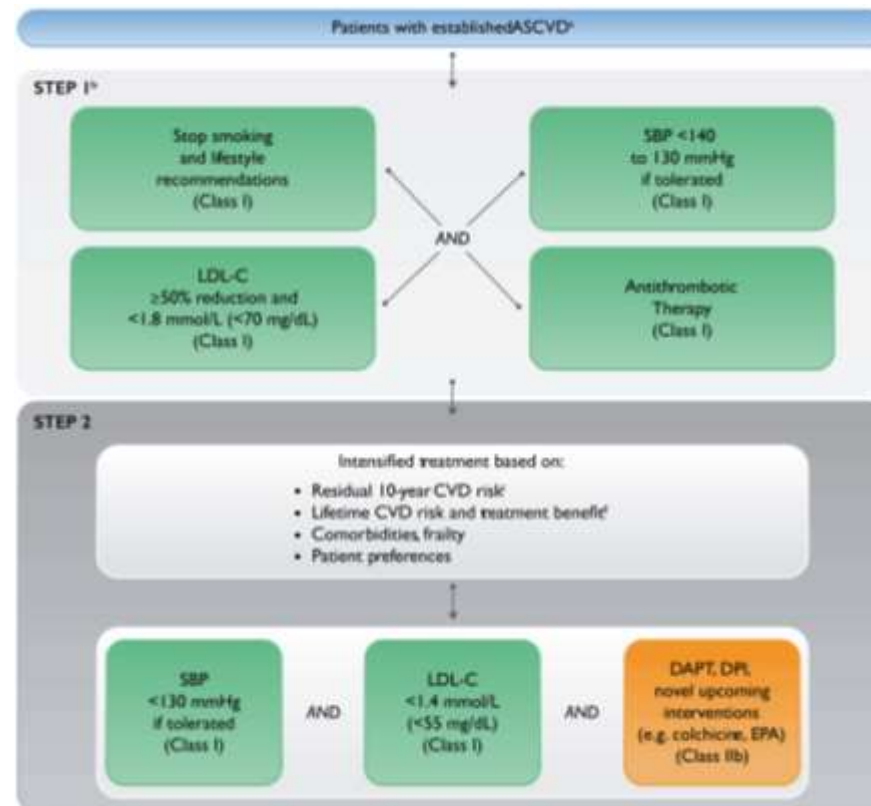 Patients with establishedASCVDa
STEP 1b
Stop smoking
and lifestyle
recommendations
(Class I)
SBP <140
to 130 mmHg
if tolerated
(Class I)
AND
LDL-C
≥50% reduction and
<1.8 mmol/L (<70 mg/dL)
(Class I)
Antithrombotic
Therapy
(Class I)
STEP 2
Intensified treatment based on:
• Residual 10-year CVD riskc
• Lifetime CVD risk and treatment benefitd
• Comorbidities, frailty
• Patient preferences
SBP
<130 mmHg
if tolerated
(Class I)
AND
LDL-C
<1.4 mmol/L
(<55 mg/dL)
(Class I)
AND
DAPT, DPI,
novel upcoming
interventions
(e.g. colchicine, EPA)
(Class IIb)